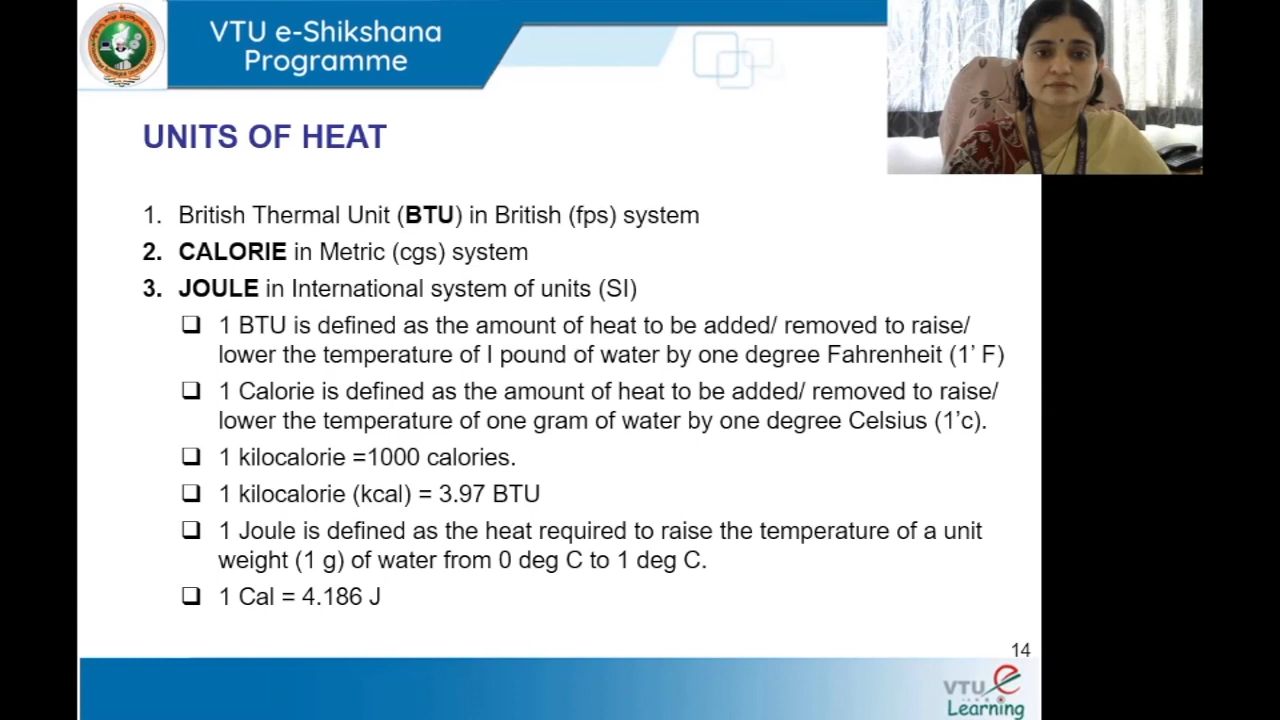 VTU e-Shikshana
Programme
UNITS OF HEAT
1. British Thermal Unit (BTU) in British (fps) system
2. CALORIE in Metric (cgs) system
3. JOULE in International system of units (SI)
❑ 1 BTU is defined as the amount of heat to be added/ removed to raise/
lower the temperature of I pound of water by one degree Fahrenheit (1’ F)
❑ 1 Calorie is defined as the amount of heat to be added/ removed to raise/
lower the temperature of one gram of water by one degree Celsius (1’c).
❑ 1 kilocalorie =1000 calories.
❑ 1 kilocalorie (kcal) = 3.97 BTU
❑ 1 Joule is defined as the heat required to raise the temperature of a unit
weight (1 g) of water from 0 deg C to 1 deg C.
❑ 1 Cal = 4.186 J
14
VTU e
Learning